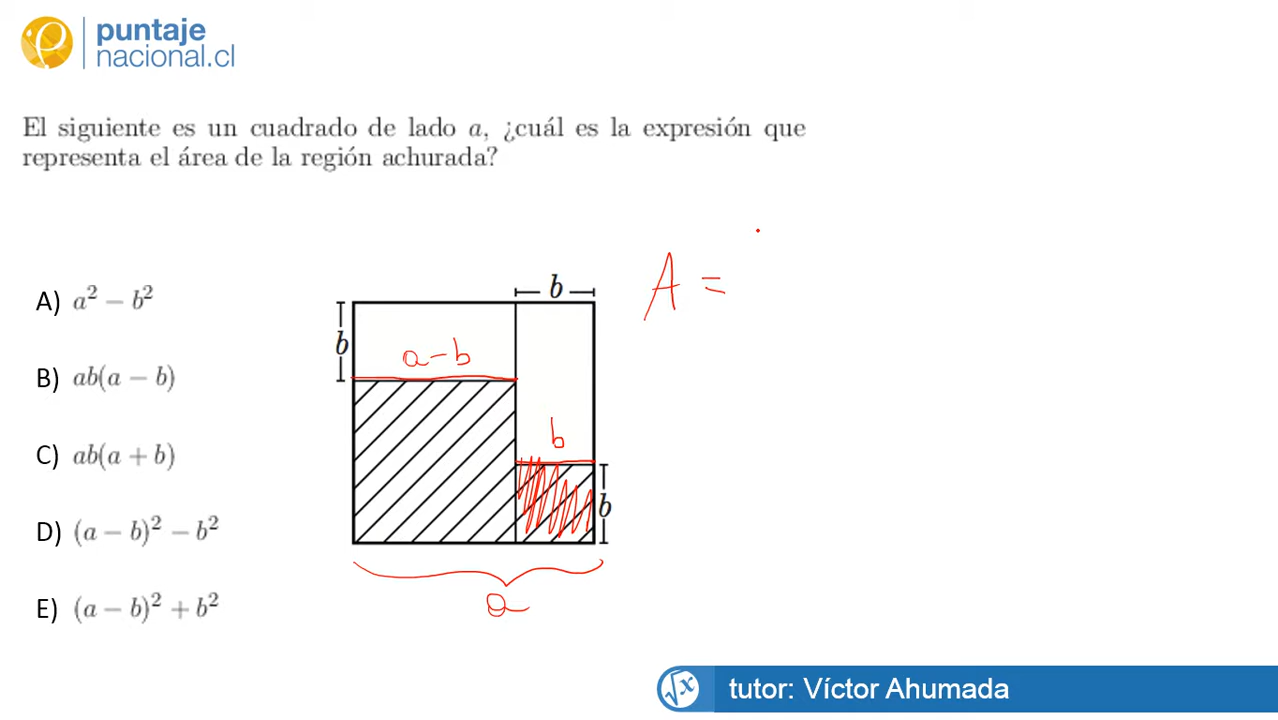 puntaje
nacional.cl
El siguiente es un cuadrado de lado a, ¿cuál es la expresión que
representa el área de la región achurada?
A) a² − b²
B) ab(a − b)
C) ab(a + b)
D) (a − b)² − b²
E) (a − b)² + b²
b
b
a-b
b
b
a
A =
√x
tutor: Víctor Ahumada